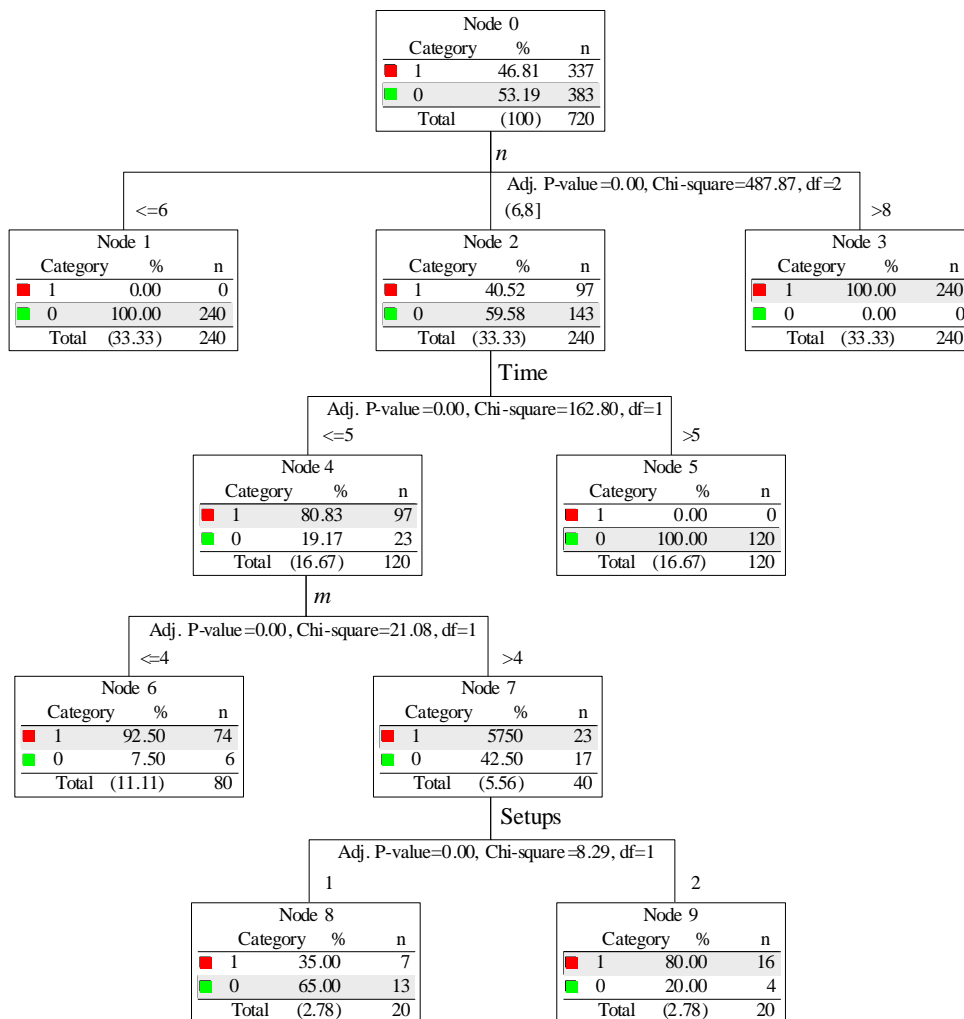 Node 0
Category % n
1 46.81 337
0 53.19 383
Total (100) 720
n
Adj. P-value=0.00, Chi-square=487.87, df=2
<=6 (6,8] >8
Node 1
Category % n
1 0.00 0
0 100.00 240
Total (33.33) 240
Node 2
Category % n
1 40.52 97
0 59.58 143
Total (33.33) 240
Node 3
Category % n
1 100.00 240
0 0.00 0
Total (33.33) 240
Time
Adj. P-value=0.00, Chi-square=162.80, df=1
<=5 >5
Node 4
Category % n
1 80.83 97
0 19.17 23
Total (16.67) 120
Node 5
Category % n
1 0.00 0
0 100.00 120
Total (16.67) 120
m
Adj. P-value=0.00, Chi-square=21.08, df=1
<=4 >4
Node 6
Category % n
1 92.50 74
0 7.50 6
Total (11.11) 80
Node 7
Category % n
1 5750 23
0 42.50 17
Total (5.56) 40
Setups
Adj. P-value=0.00, Chi-square=8.29, df=1
1 2
Node 8
Category % n
1 35.00 7
0 65.00 13
Total (2.78) 20
Node 9
Category % n
1 80.00 16
0 20.00 4
Total (2.78) 20